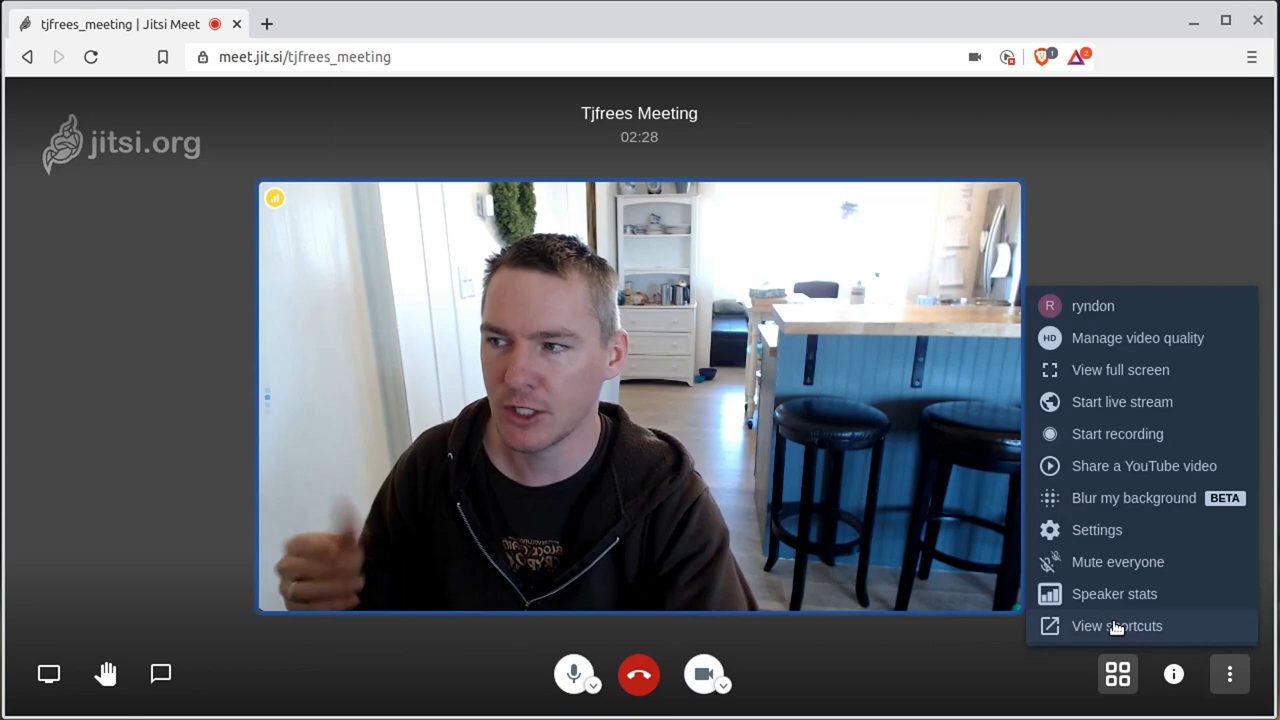 tjfrees_meeting | Jitsi Meet
meet.jit.si/tjfrees_meeting
1
2
jitsi.org
Tjfrees Meeting
02:28
R ryndon
HD Manage video quality
View full screen
Start live stream
Start recording
Share a YouTube video
Blur my background BETA
Settings
Mute everyone
Speaker stats
View shortcuts